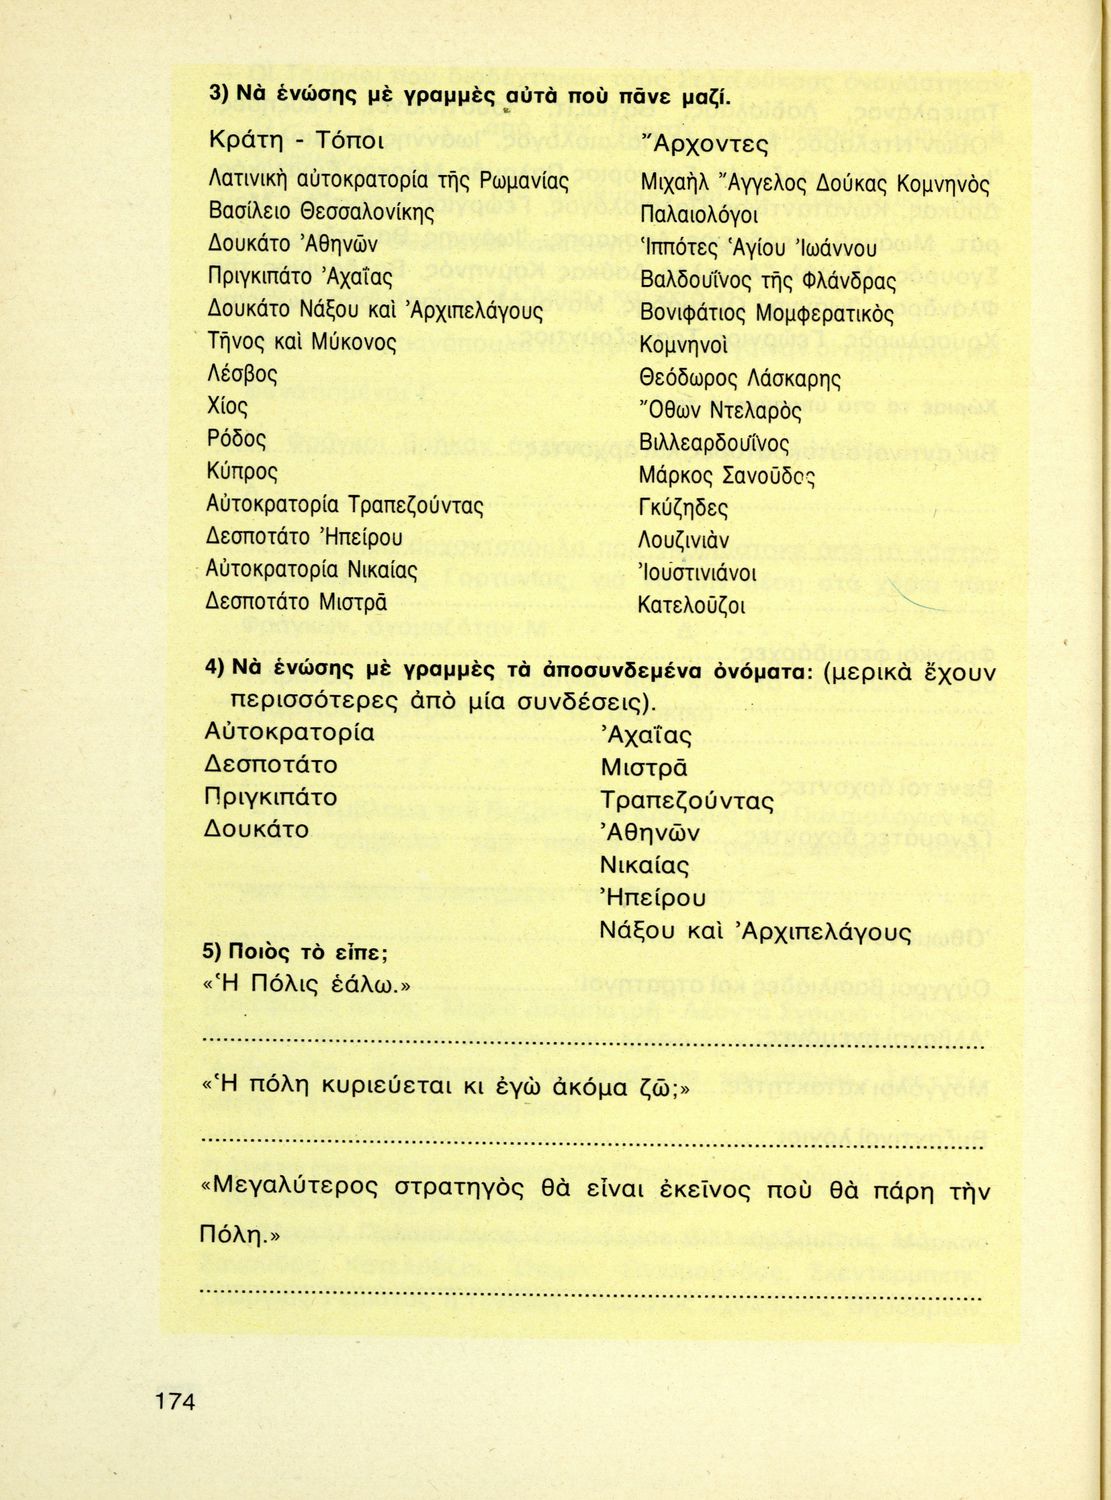 3) Νὰ ἑνώσης μὲ γραμμὲς αὐτὰ ποὺ πᾶνε μαζί.
Κράτη - Τόποι
Λατινικὴ αὐτοκρατορία τῆς Ρωμανίας
Βασίλειο Θεσσαλονίκης
Δουκάτο Ἀθηνῶν
Πριγκιπάτο Ἀχαΐας
Δουκάτο Νάξου καὶ Ἀρχιπελάγους
Τῆνος καὶ Μύκονος
Λέσβος
Χίος
Ρόδος
Κύπρος
Αὐτοκρατορία Τραπεζούντας
Δεσποτάτο Ἠπείρου
Αὐτοκρατορία Νικαίας
Δεσποτάτο Μιστρᾶ
Ἄρχοντες
Μιχαὴλ Ἄγγελος Δούκας Κομνηνὸς
Παλαιολόγοι
Ἱππότες Ἁγίου Ἰωάννου
Βαλδουΐνος τῆς Φλάνδρας
Βονιφάτιος Μομφερατικὸς
Κομνηνοὶ
Θεόδωρος Λάσκαρης
Ὄθων Ντελαρὸς
Βιλλεαρδουΐνος
Μάρκος Σανοῦδος
Γκύζηδες
Λουζινιὰν
Ἰουστινιάνοι
Κατελοῦζοι
4) Νὰ ἑνώσης μὲ γραμμὲς τὰ ἀποσυνδεμένα ὀνόματα: (μερικὰ ἔχουν
περισσότερες ἀπὸ μία συνδέσεις).
Αὐτοκρατορία
Δεσποτάτο
Πριγκιπάτο
Δουκάτο
Ἀχαΐας
Μιστρᾶ
Τραπεζούντας
Ἀθηνῶν
Νικαίας
Ἠπείρου
Νάξου καὶ Ἀρχιπελάγους
5) Ποιὸς τὸ εἶπε;
«Ἡ Πόλις ἑάλω.»
«Ἡ πόλη κυριεύεται κι ἐγὼ ἀκόμα ζῶ;»
«Μεγαλύτερος στρατηγὸς θὰ εἶναι ἐκεῖνος ποὺ θὰ πάρη τὴν
Πόλη.»
174